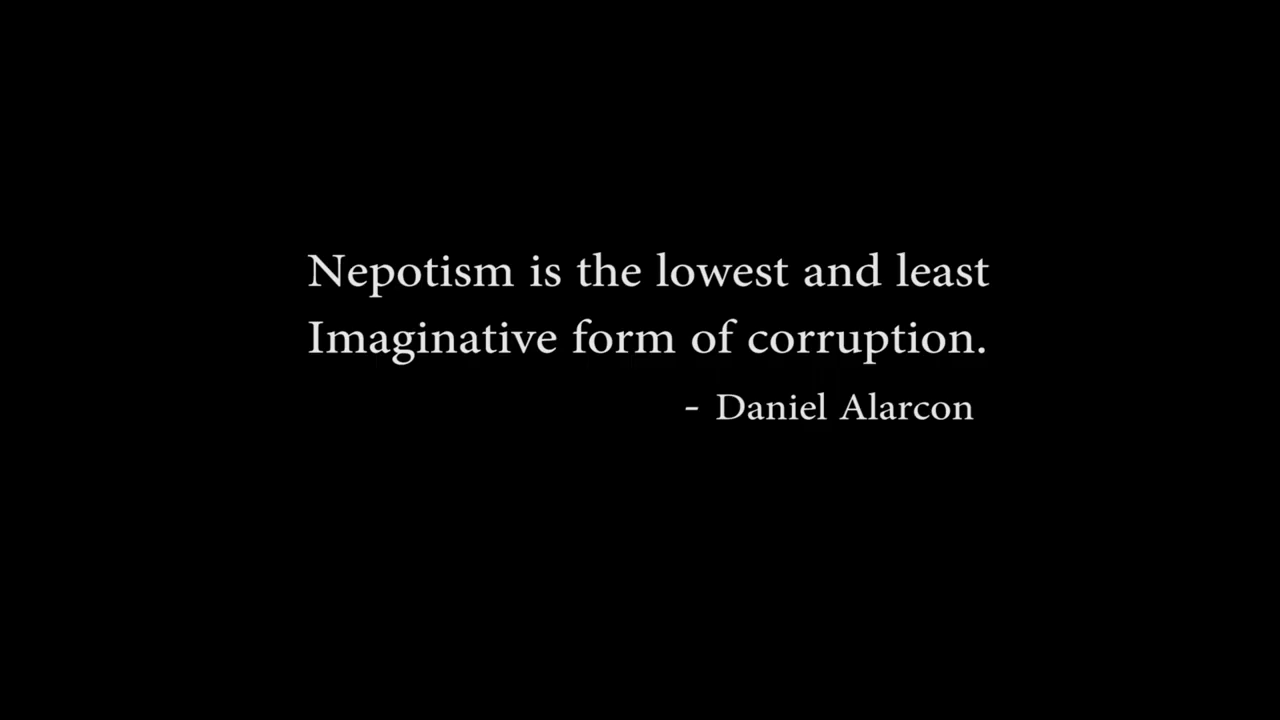 Nepotism is the lowest and least
Imaginative form of corruption.
- Daniel Alarcon